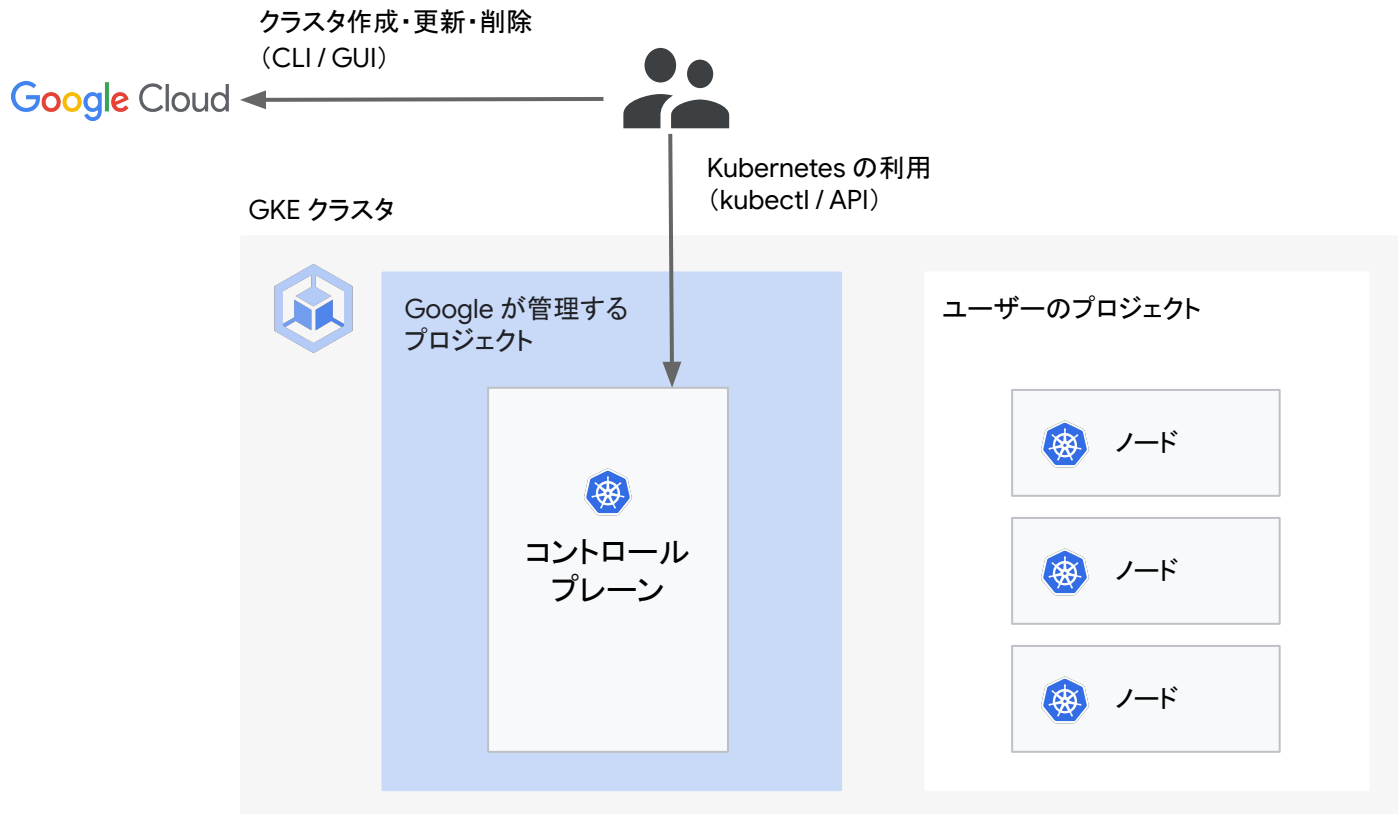 クラスタ作成・更新・削除
（CLI / GUI）
Google Cloud
Kubernetes の利用
（kubectl / API）
GKE クラスタ
Google が管理する
プロジェクト
コントロール
プレーン
ユーザーのプロジェクト
ノード
ノード
ノード